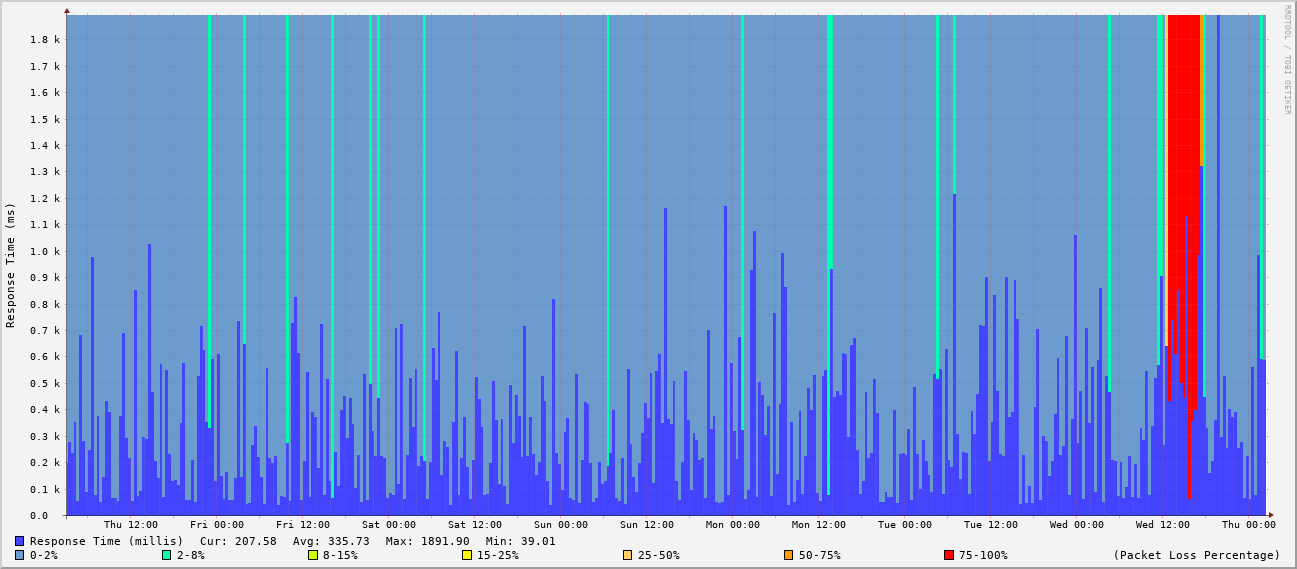 RRDTOOL / TOBI OETIKER
Response Time (ms)
1.8 k
1.7 k
1.6 k
1.5 k
1.4 k
1.3 k
1.2 k
1.1 k
1.0 k
0.9 k
0.8 k
0.7 k
0.6 k
0.5 k
0.4 k
0.3 k
0.2 k
0.1 k
0.0
Thu 12:00 Fri 00:00 Fri 12:00 Sat 00:00 Sat 12:00 Sun 00:00 Sun 12:00 Mon 00:00 Mon 12:00 Tue 00:00 Tue 12:00 Wed 00:00 Wed 12:00 Thu 00:00
Response Time (millis) Cur: 207.58 Avg: 335.73 Max: 1891.90 Min: 39.01
0-2% 2-8% 8-15% 15-25% 25-50% 50-75% 75-100% (Packet Loss Percentage)